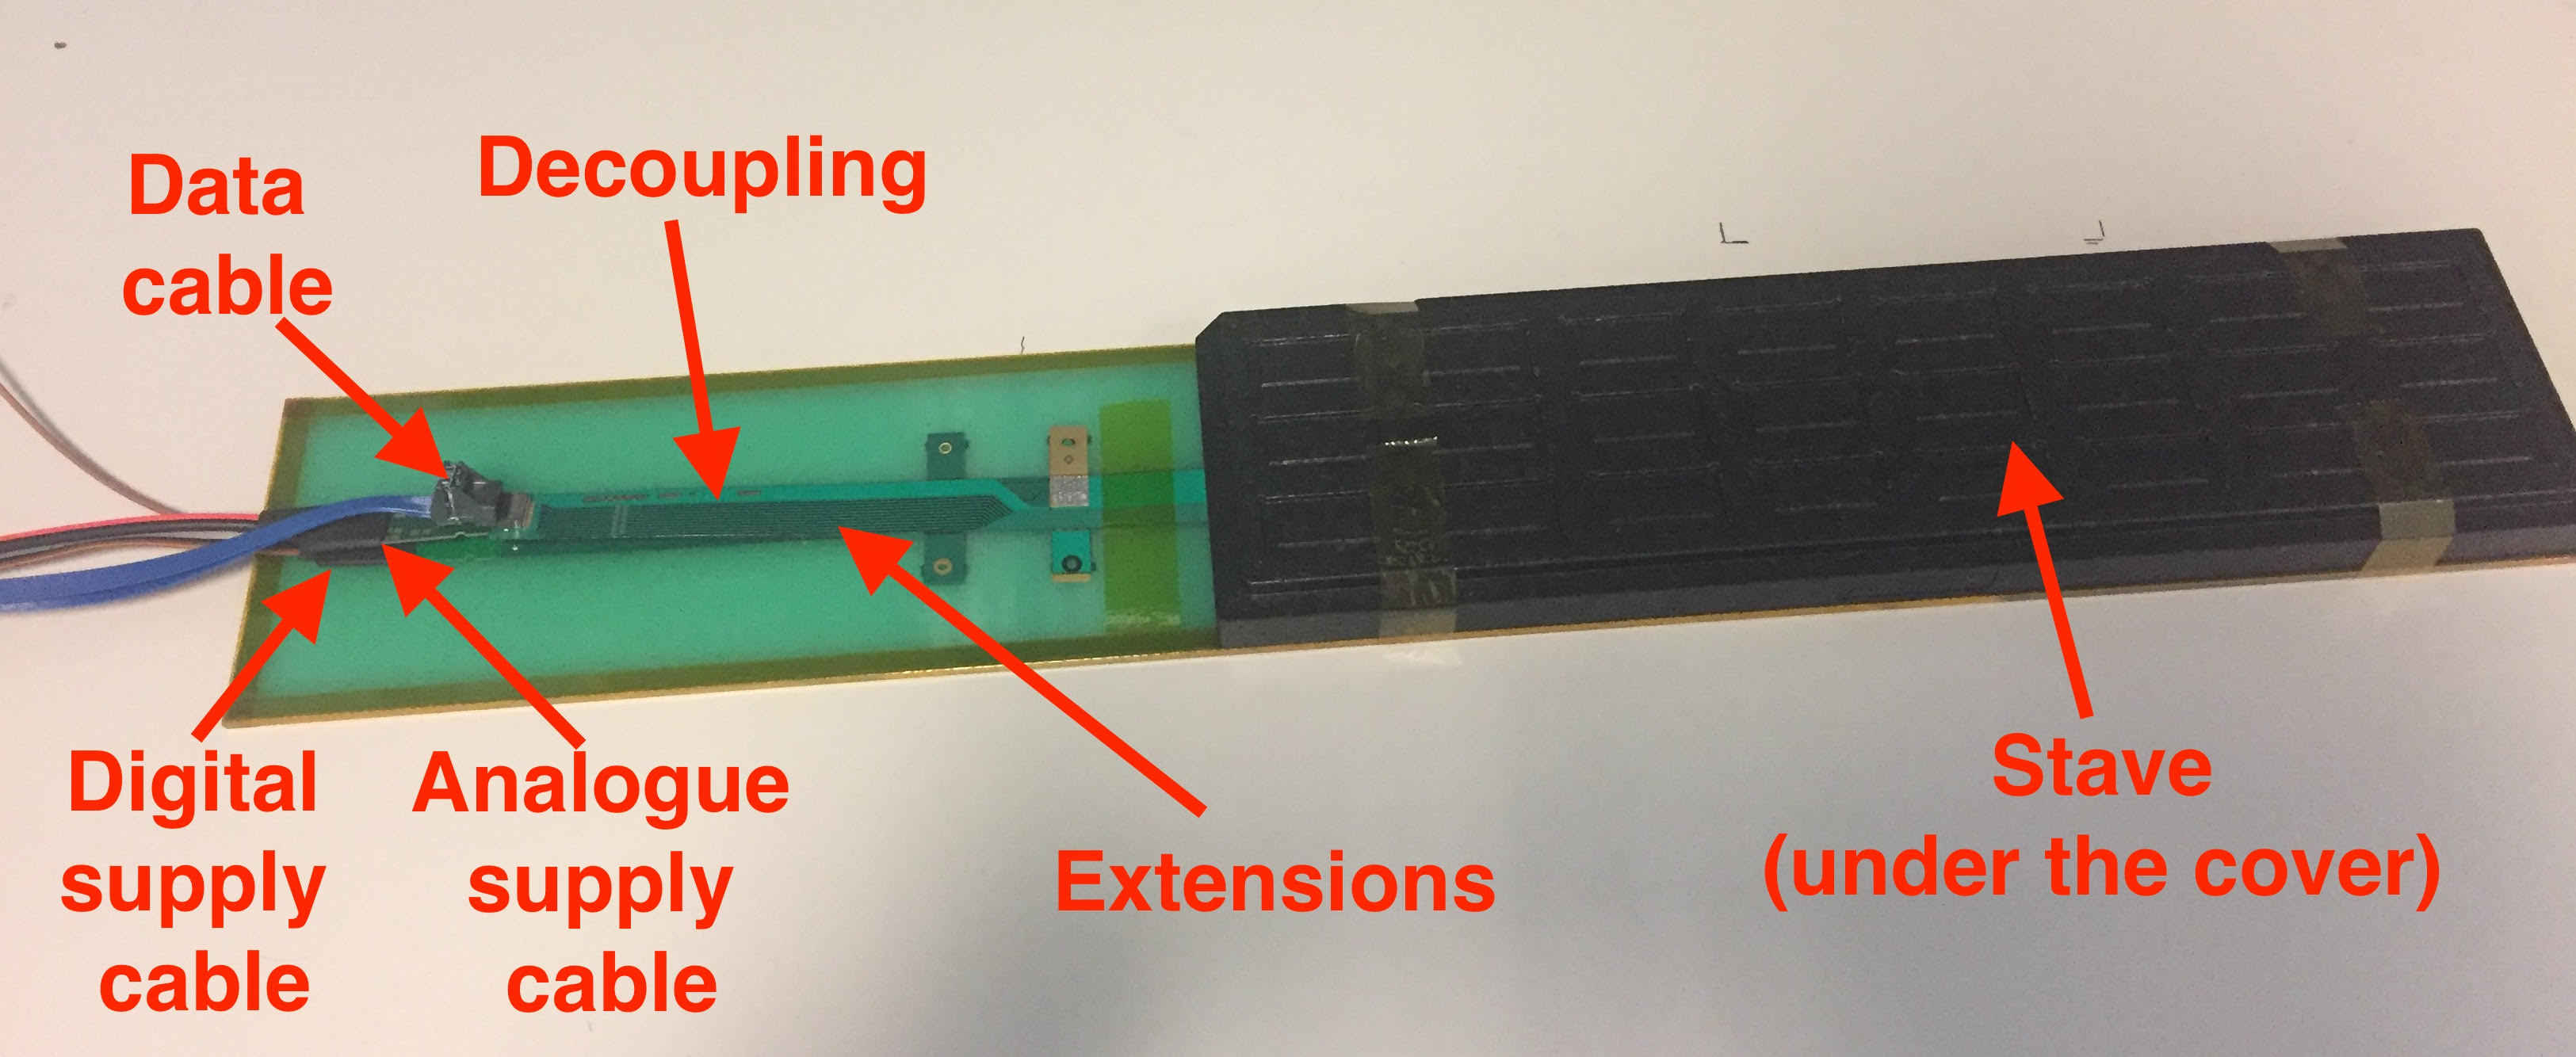 Data
cable
Decoupling
Digital
supply
cable
Analogue
supply
cable
Extensions
Stave
(under the cover)